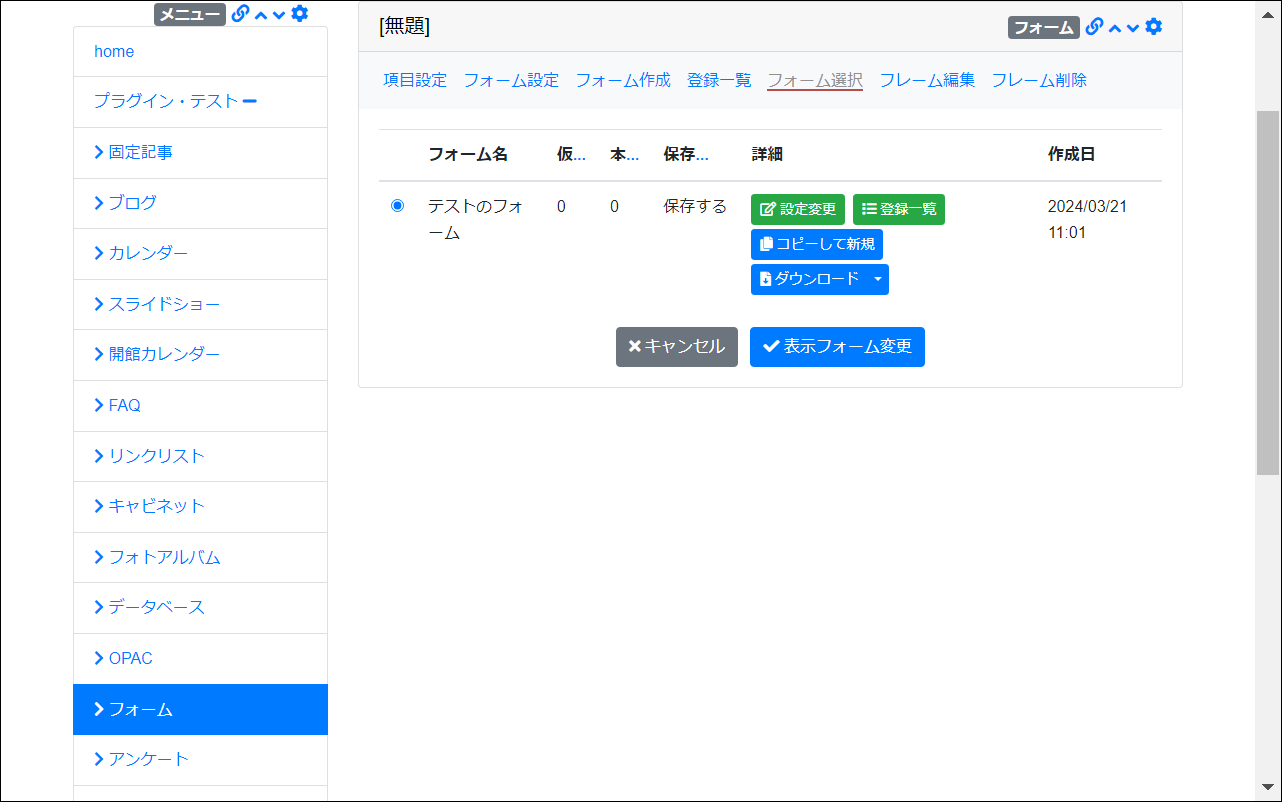 メニュー
home
プラグイン・テスト
固定記事
ブログ
カレンダー
スライドショー
開館カレンダー
FAQ
リンクリスト
キャビネット
フォトアルバム
データベース
OPAC
フォーム
アンケート
[無題]
フォーム
項目設定 フォーム設定 フォーム作成 登録一覧 フォーム選択 フレーム編集 フレーム削除
フォーム名 仮... 本... 保存... 詳細 作成日
テストのフォ 0 0 保存する 設定変更 登録一覧 2024/03/21
ーム 11:01
コピーして新規
ダウンロード
キャンセル 表示フォーム変更